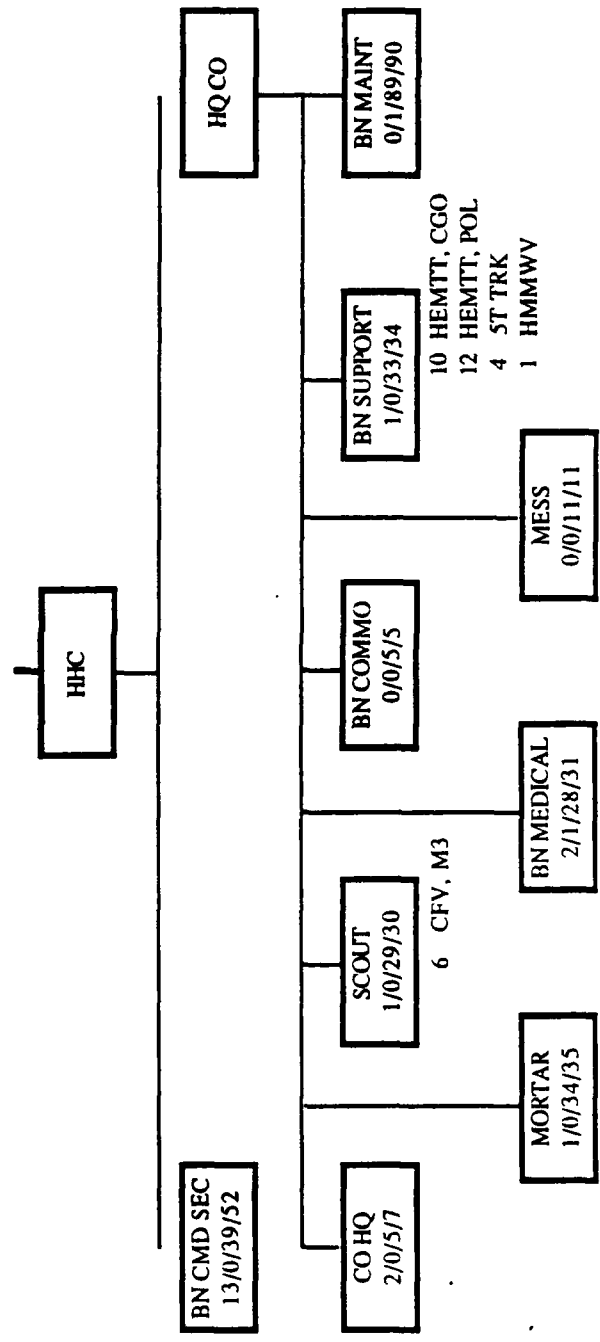 HHC
BN CMD SEC
13/0/39/52
HQ CO
CO HQ
2/0/5/7
SCOUT
1/0/29/30
6 CFV, M3
BN COMMO
0/0/5/5
BN SUPPORT
1/0/33/34
10 HEMTT, CGO
12 HEMTT, POL
4 5T TRK
1 HMMWV
BN MAINT
0/1/89/90
MORTAR
1/0/34/35
BN MEDICAL
2/1/28/31
MESS
0/0/11/11